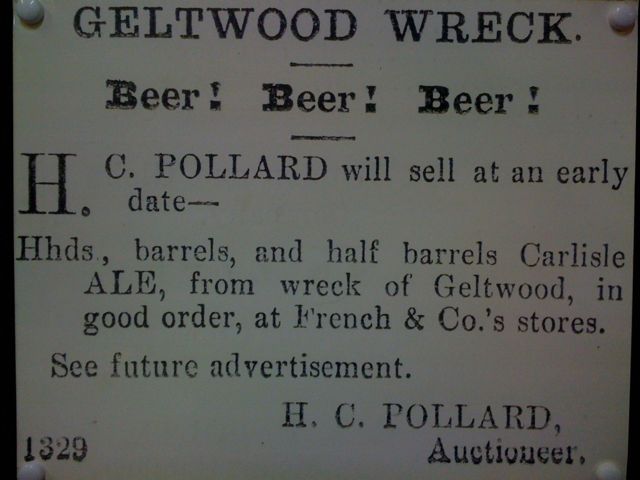 GELTWOOD WRECK.
Beer! Beer! Beer!
H. C. POLLARD will sell at an early
date—
Hhds., barrels, and half barrels Carlisle
ALE, from wreck of Geltwood, in
good order, at French & Co.'s stores.
See future advertisement.
H. C. POLLARD,
1329 Auctioneer.